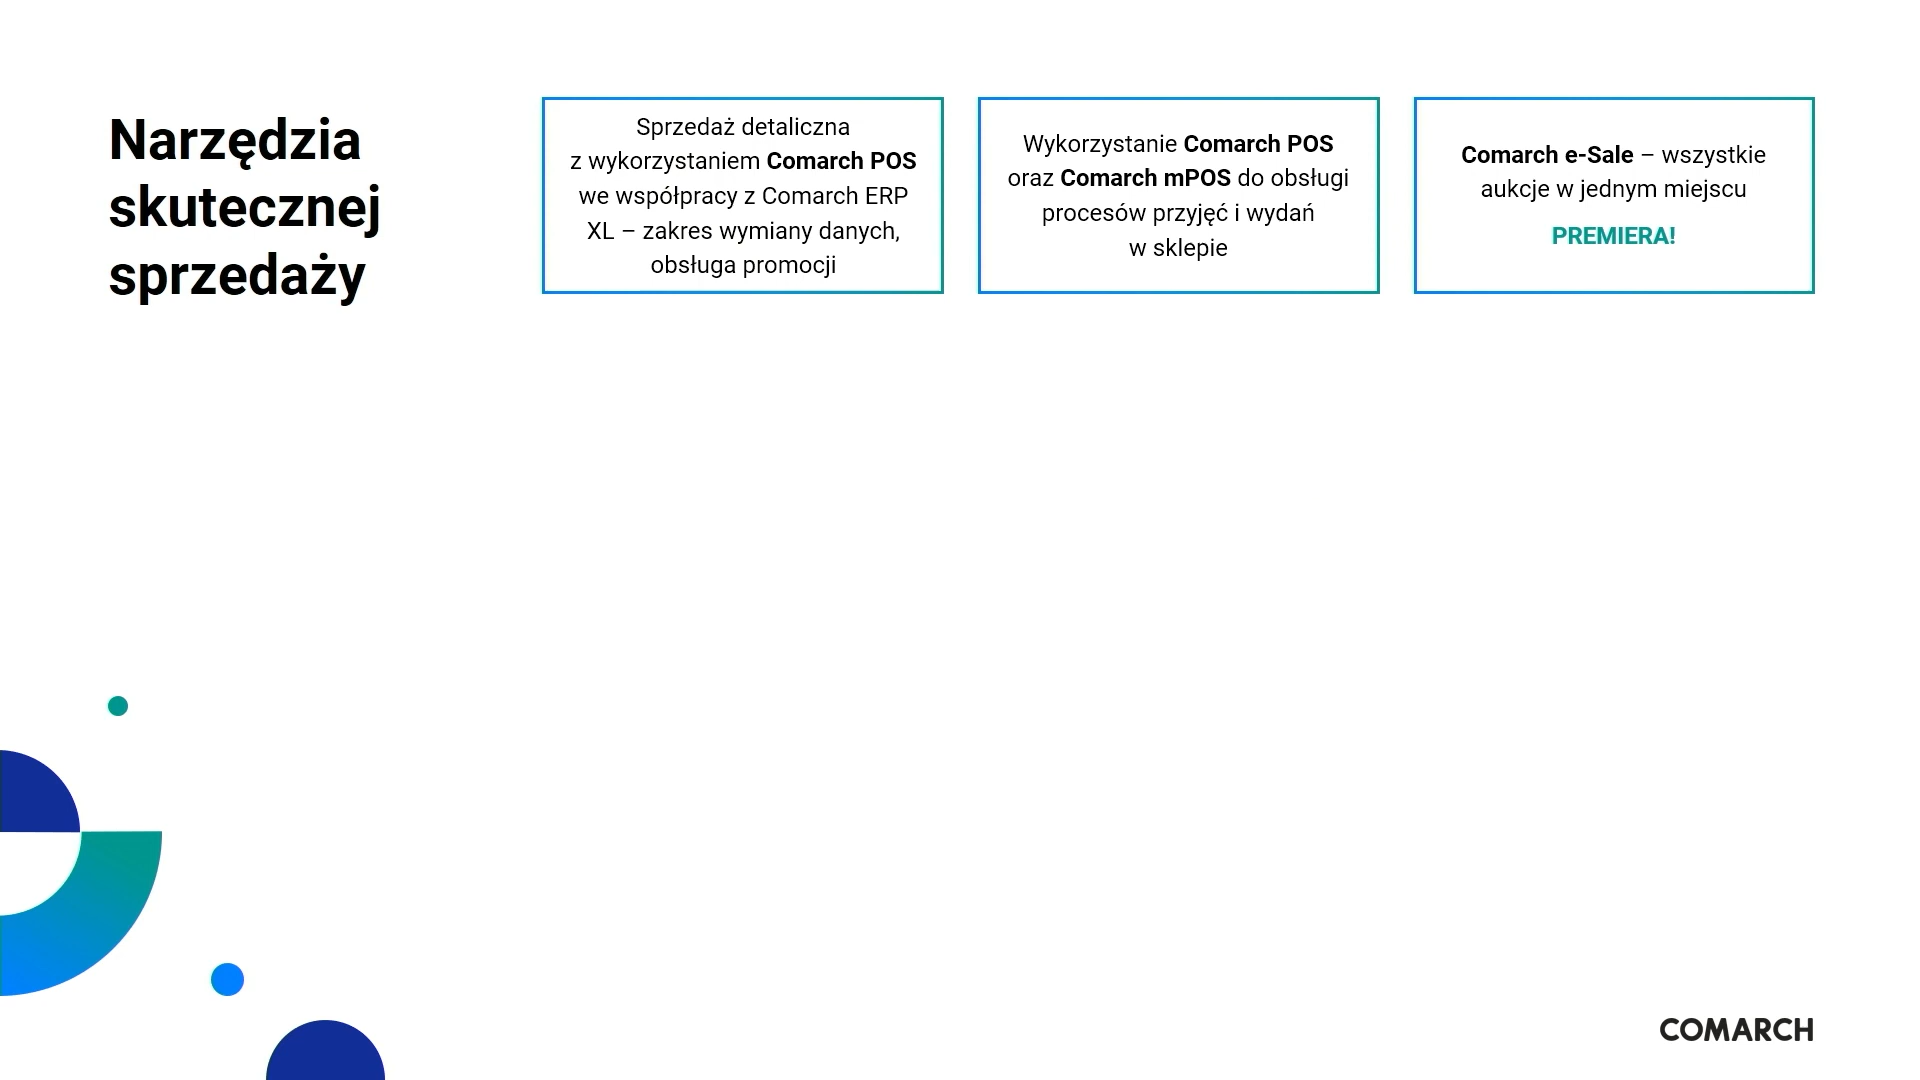 Narzędzia
skutecznej
sprzedaży
Sprzedaż detaliczna
z wykorzystaniem Comarch POS
we współpracy z Comarch ERP
XL – zakres wymiany danych,
obsługa promocji
Wykorzystanie Comarch POS
oraz Comarch mPOS do obsługi
procesów przyjęć i wydań
w sklepie
Comarch e-Sale – wszystkie
aukcje w jednym miejscu
PREMIERA!
COMARCH